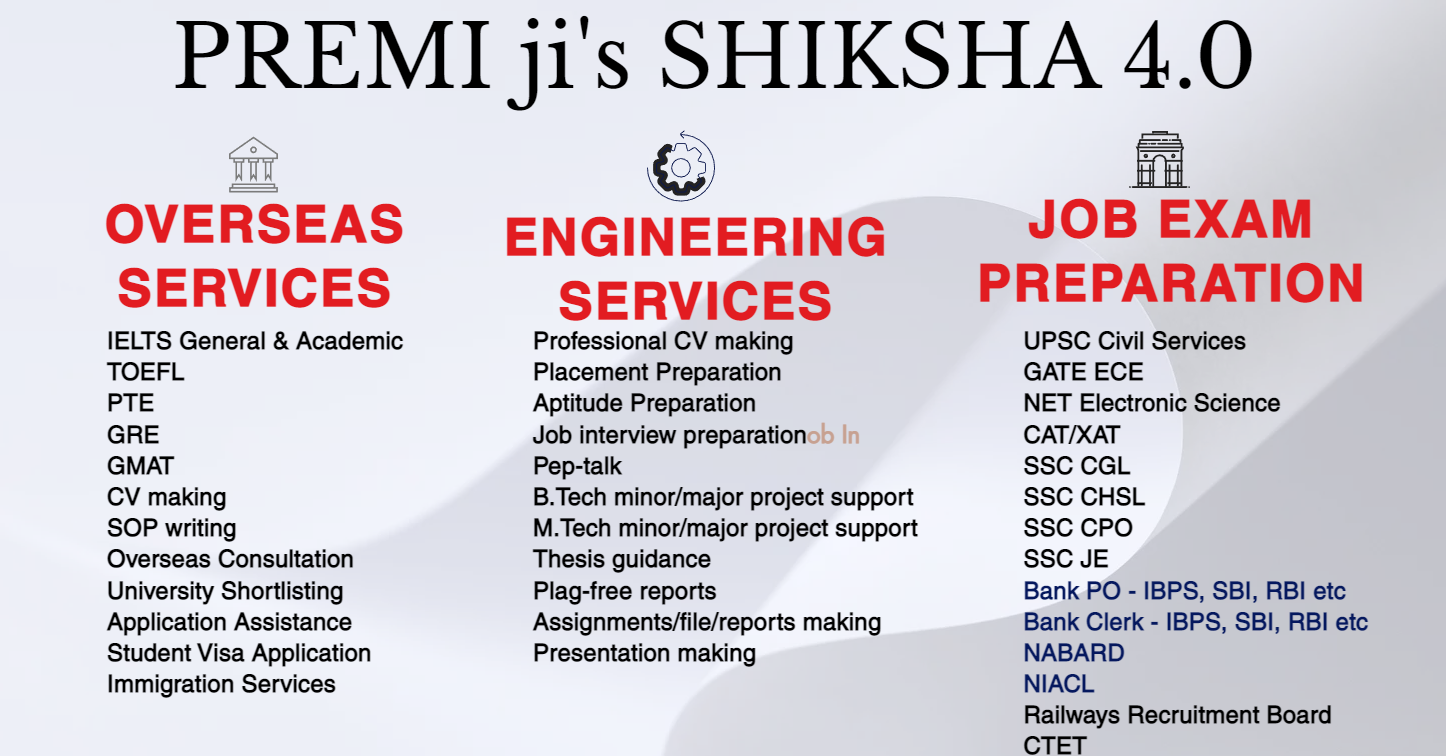 PREMI ji's SHIKSHA 4.0
OVERSEAS
SERVICES
IELTS General & Academic
TOEFL
PTE
GRE
GMAT
CV making
SOP writing
Overseas Consultation
University Shortlisting
Application Assistance
Student Visa Application
Immigration Services
ENGINEERING
SERVICES
Professional CV making
Placement Preparation
Aptitude Preparation
Job interview preparationob In
Pep-talk
B.Tech minor/major project support
M.Tech minor/major project support
Thesis guidance
Plag-free reports
Assignments/file/reports making
Presentation making
JOB EXAM
PREPARATION
UPSC Civil Services
GATE ECE
NET Electronic Science
CAT/XAT
SSC CGL
SSC CHSL
SSC CPO
SSC JE
Bank PO - IBPS, SBI, RBI etc
Bank Clerk - IBPS, SBI, RBI etc
NABARD
NIACL
Railways Recruitment Board
CTET